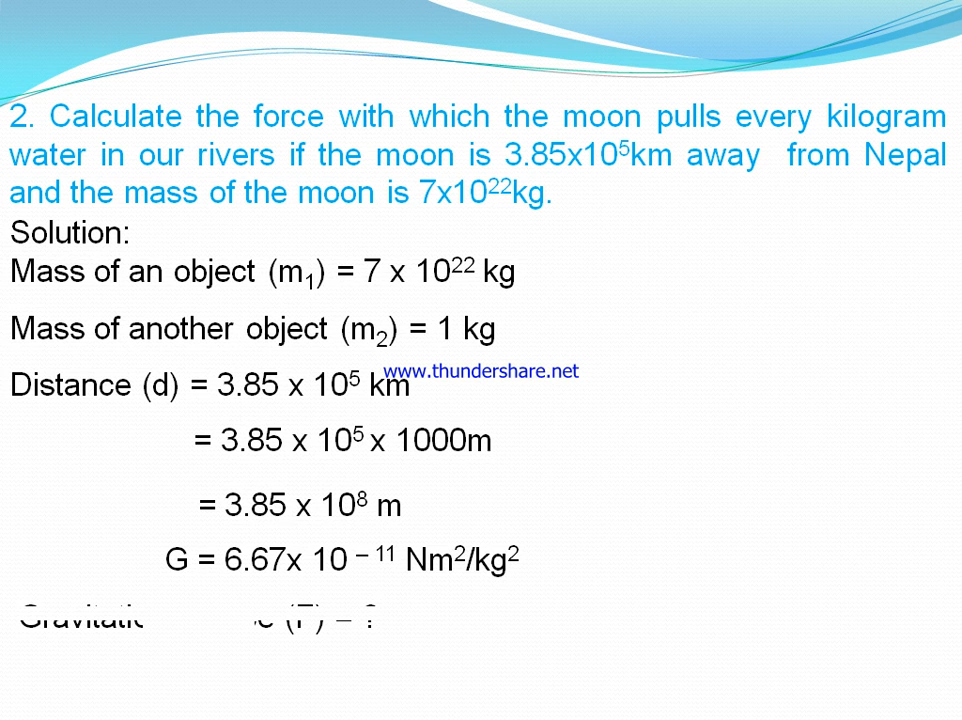 2. Calculate the force with which the moon pulls every kilogram
water in our rivers if the moon is 3.85x10⁵km away from Nepal
and the mass of the moon is 7x10²²kg.
Solution:
Mass of an object (m₁) = 7 x 10²² kg
Mass of another object (m₂) = 1 kg
www.thundershare.net
Distance (d) = 3.85 x 10⁵ km
= 3.85 x 10⁵ x 1000m
= 3.85 x 10⁸ m
G = 6.67x 10 ⁻ ¹¹ Nm²/kg²
(F) = ?